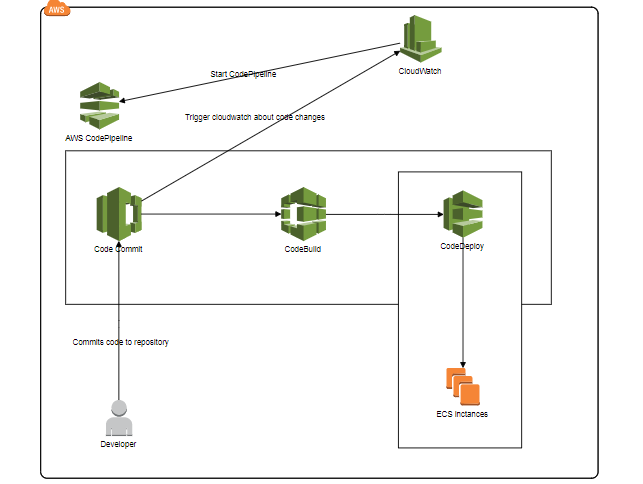 AWS
CloudWatch
Start CodePipeline
AWS CodePipeline
Trigger cloudwatch about code changes
Code Commit
CodeBuild
CodeDeploy
Commits code to repository
ECS instances
Developer